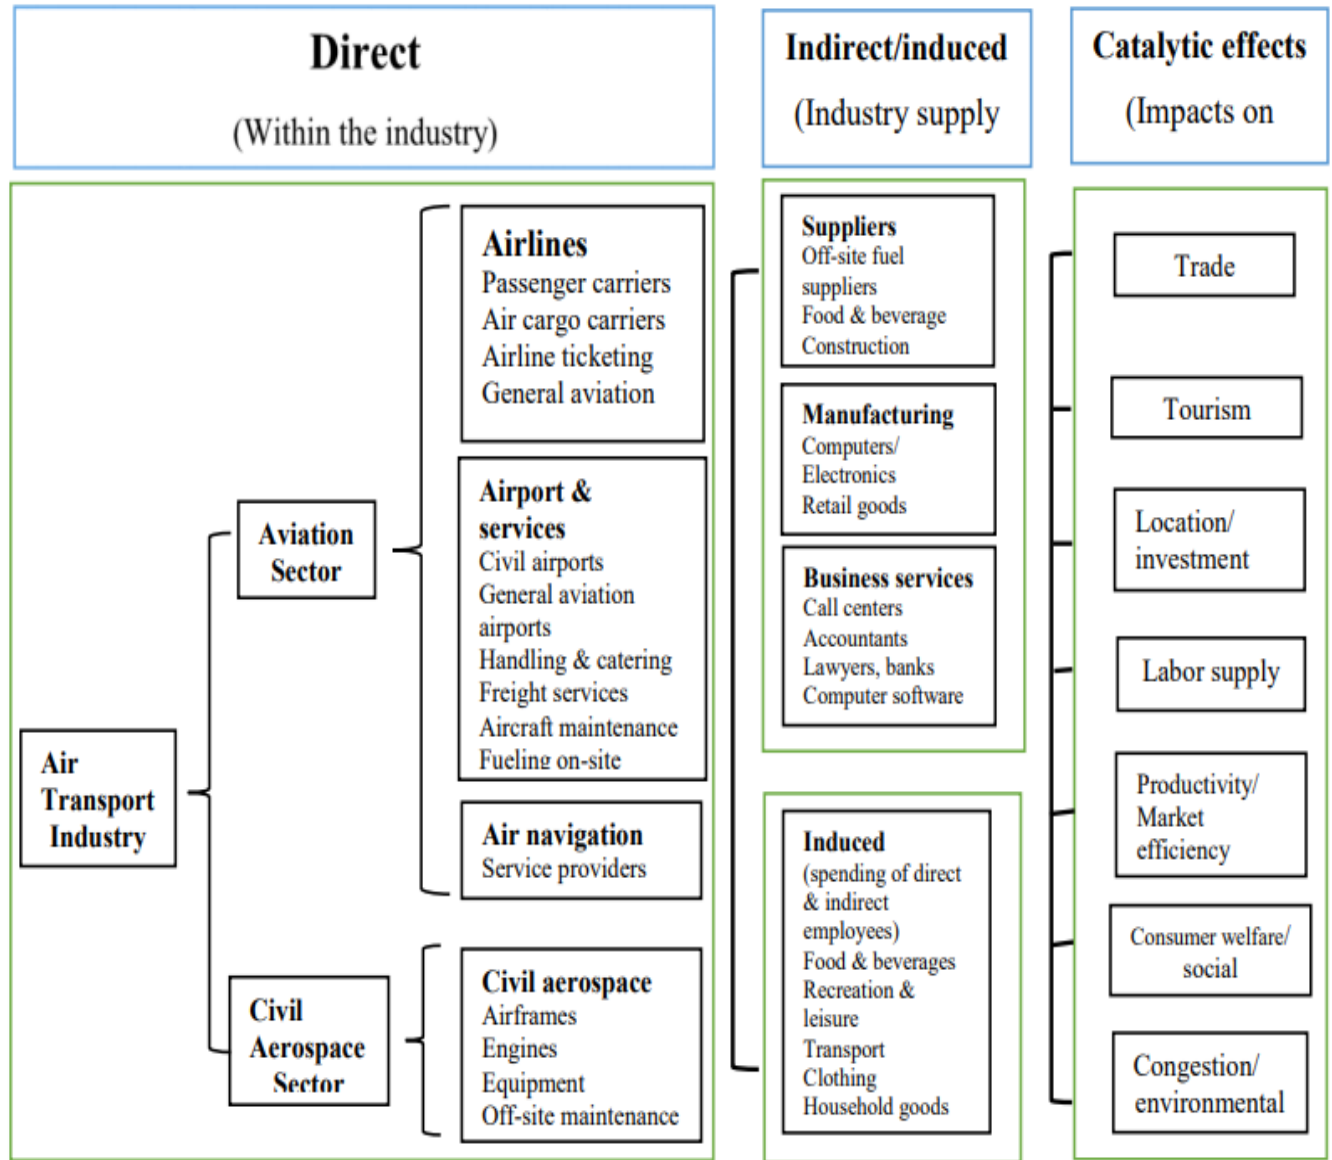 Direct
(Within the industry)
Indirect/induced
(Industry supply
Catalytic effects
(Impacts on
Air
Transport
Industry
Aviation
Sector
Civil
Aerospace
Sector
Airlines
Passenger carriers
Air cargo carriers
Airline ticketing
General aviation
Airport &
services
Civil airports
General aviation
airports
Handling & catering
Freight services
Aircraft maintenance
Fueling on-site
Air navigation
Service providers
Civil aerospace
Airframes
Engines
Equipment
Off-site maintenance
Suppliers
Off-site fuel
suppliers
Food & beverage
Construction
Manufacturing
Computers/
Electronics
Retail goods
Business services
Call centers
Accountants
Lawyers, banks
Computer software
Induced
(spending of direct
& indirect
employees)
Food & beverages
Recreation &
leisure
Transport
Clothing
Household goods
Trade
Tourism
Location/
investment
Labor supply
Productivity/
Market
efficiency
Consumer welfare/
social
Congestion/
environmental